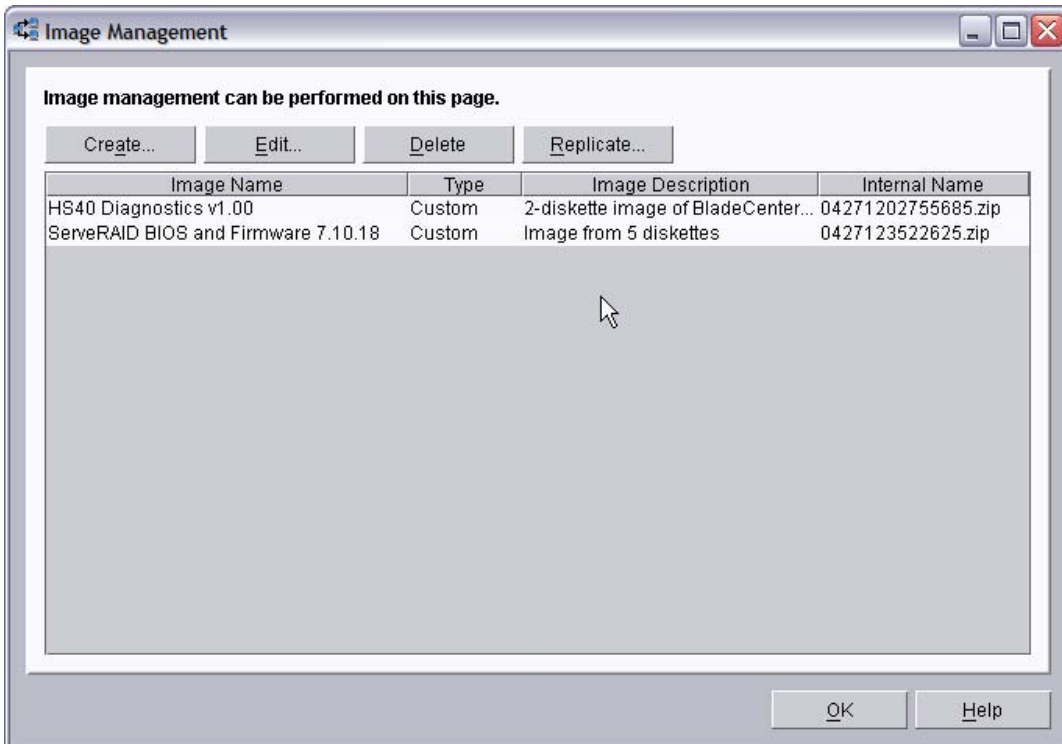 Image Management
Image management can be performed on this page.
Create... Edit... Delete Replicate...
Image Name Type Image Description Internal Name
HS40 Diagnostics v1.00 Custom 2-diskette image of BladeCenter... 04271202755685.zip
ServeRAID BIOS and Firmware 7.10.18 Custom Image from 5 diskettes 0427123522625.zip
OK Help